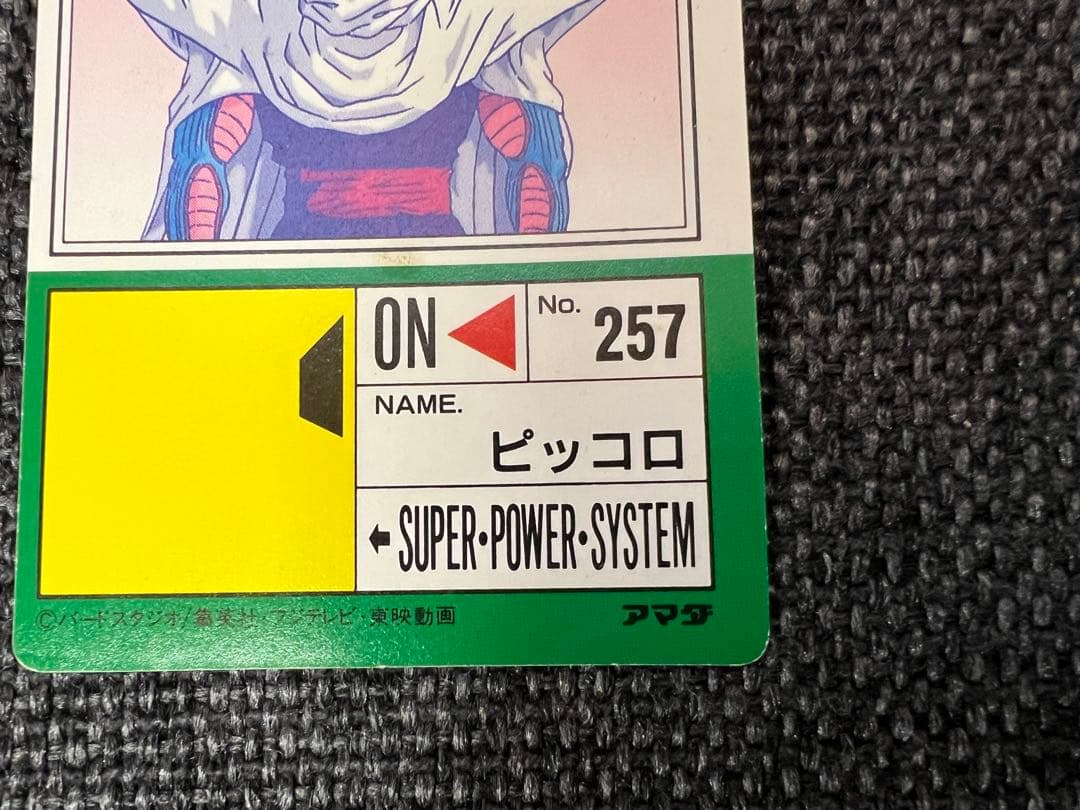 ON
No. 257
NAME.
ピッコロ
SUPER・POWER・SYSTEM
©バードスタジオ/集英社・フジテレビ・東映動画
アマダ